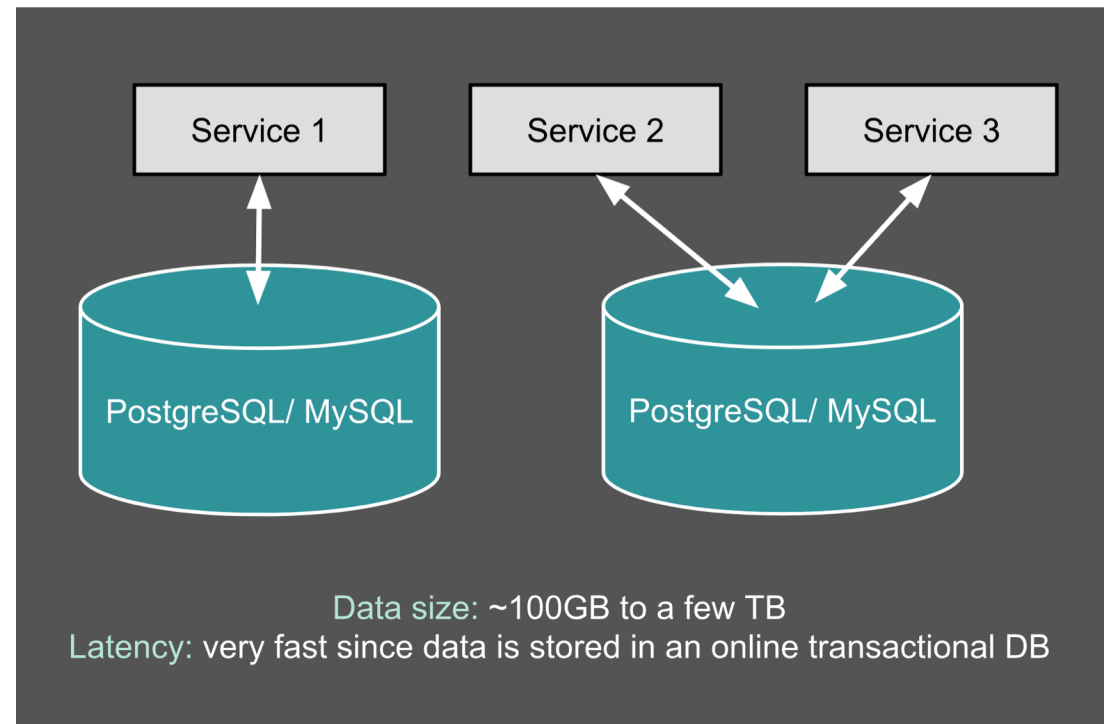 Service 1
Service 2
Service 3
PostgreSQL/ MySQL
PostgreSQL/ MySQL
Data size: ~100GB to a few TB
Latency: very fast since data is stored in an online transactional DB